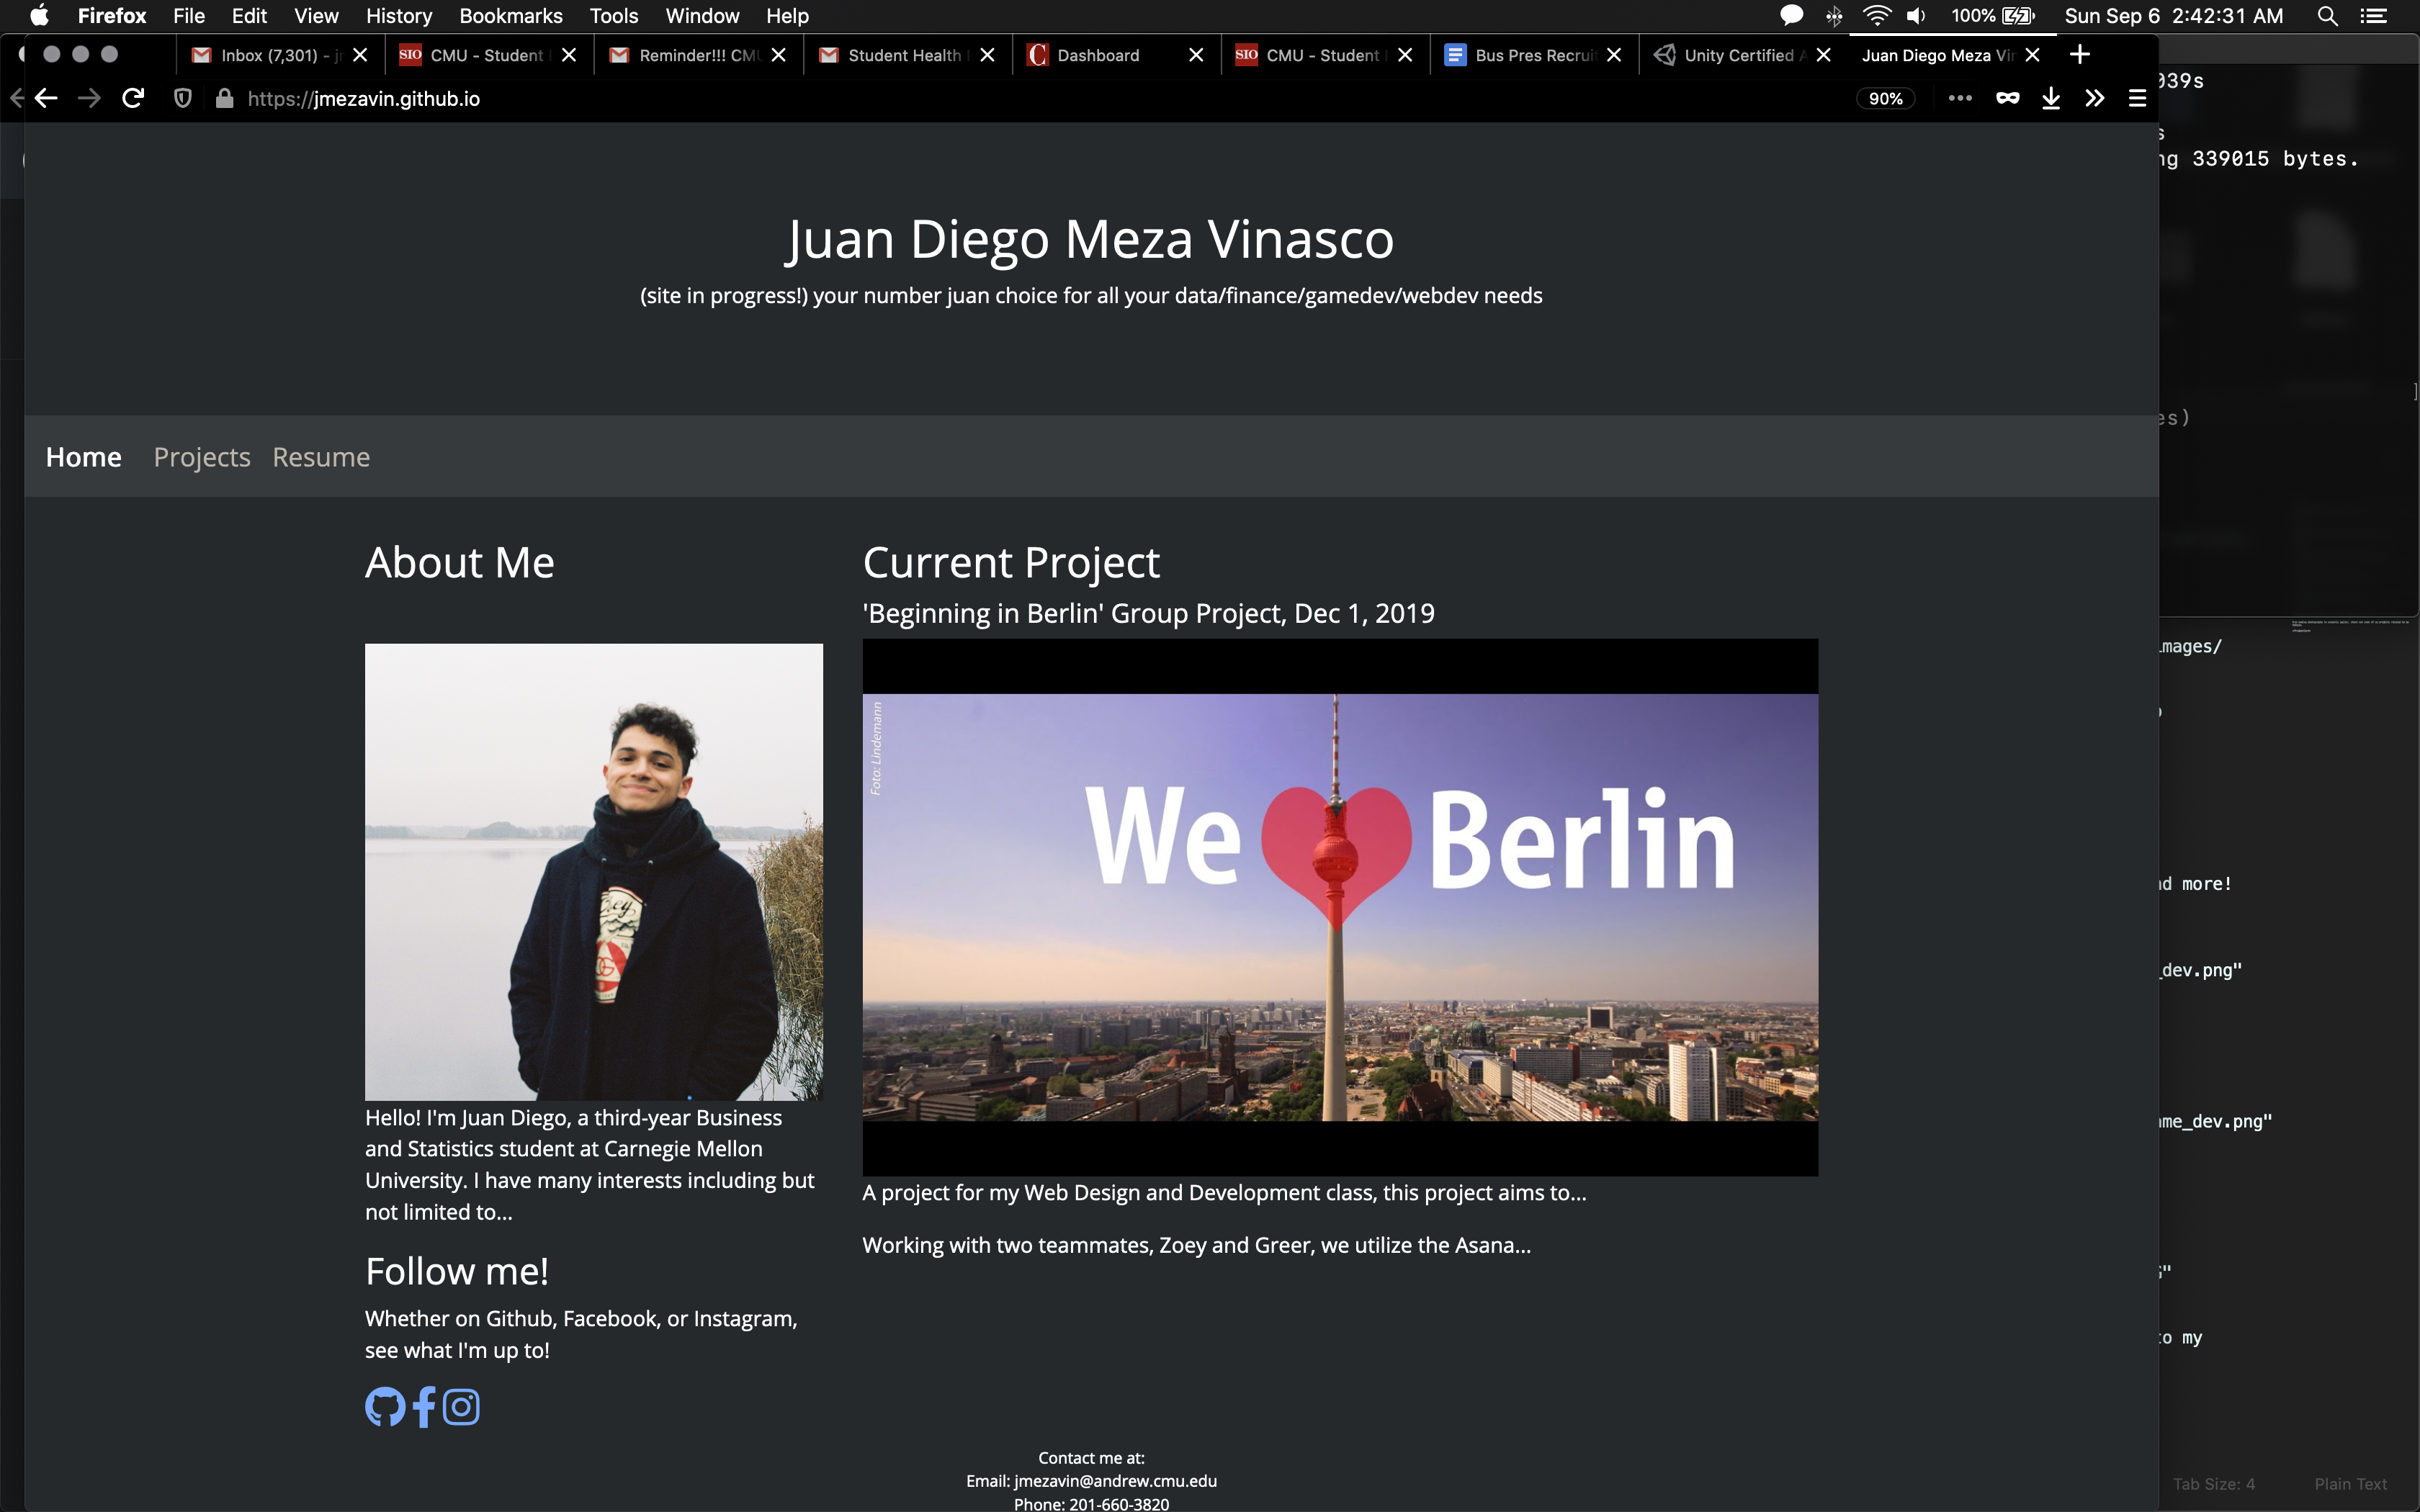 Firefox File Edit View History Bookmarks Tools Window Help 100% Sun Sep 6 2:42:31 AM
Inbox (7,301) - j SIO CMU - Student Reminder!!! CMU Student Health Dashboard SIO CMU - Student Bus Pres Recrui Unity Certified Juan Diego Meza Vin
https://jmezavin.github.io 90%
039s
ng 339015 bytes.
Juan Diego Meza Vinasco
(site in progress!) your number juan choice for all your data/finance/gamedev/webdev needs
es)
Home Projects Resume
About Me
Hello! I'm Juan Diego, a third-year Business
and Statistics student at Carnegie Mellon
University. I have many interests including but
not limited to...
Follow me!
Whether on Github, Facebook, or Instagram,
see what I'm up to!
Current Project
'Beginning in Berlin' Group Project, Dec 1, 2019
Foto: Lindemann
We Berlin
A project for my Web Design and Development class, this project aims to...
Working with two teammates, Zoey and Greer, we utilize the Asana...
Contact me at:
Email: jmezavin@andrew.cmu.edu
Phone: 201-660-3820
images/
nd more!
_dev.png"
ame_dev.png"
to my
Tab Size: 4 Plain Text